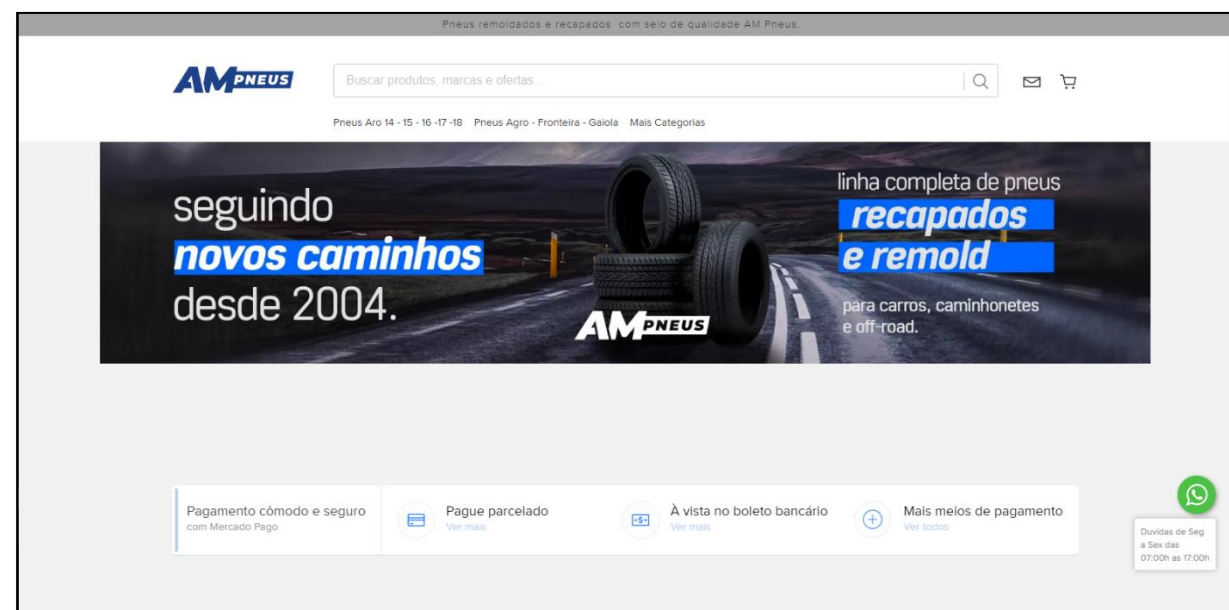 Pneus remoldados e recapados com selo de qualidade AM Pneus.
AMPNEUS
Buscar produtos, marcas e ofertas...
Pneus Aro 14 - 15 - 16 -17 -18 Pneus Agro - Fronteira - Gaiola Mais Categorias
seguindo
novos caminhos
desde 2004.
AMPNEUS
linha completa de pneus
recapados
e remold
para carros, caminhonetes
e off-road.
Pagamento cômodo e seguro
com Mercado Pago
Pague parcelado
Ver mais
À vista no boleto bancário
Ver mais
Mais meios de pagamento
Ver todos
Duvidas de Seg
a Sex das
07:00h as 17:00h